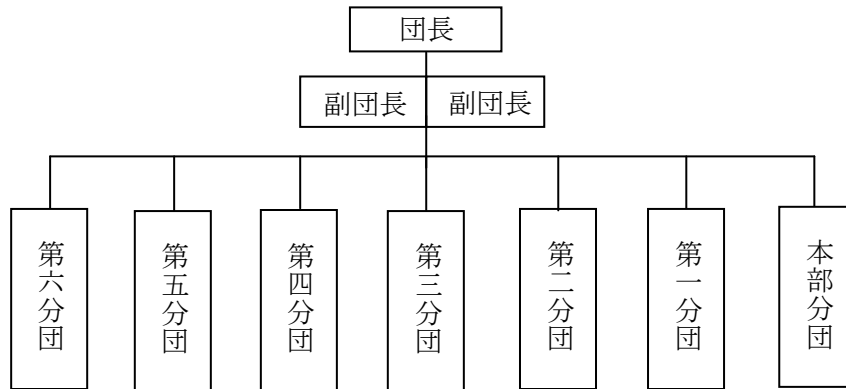 団長
副団長
副団長
本部分団
第一分団
第二分団
第三分団
第四分団
第五分団
第六分団